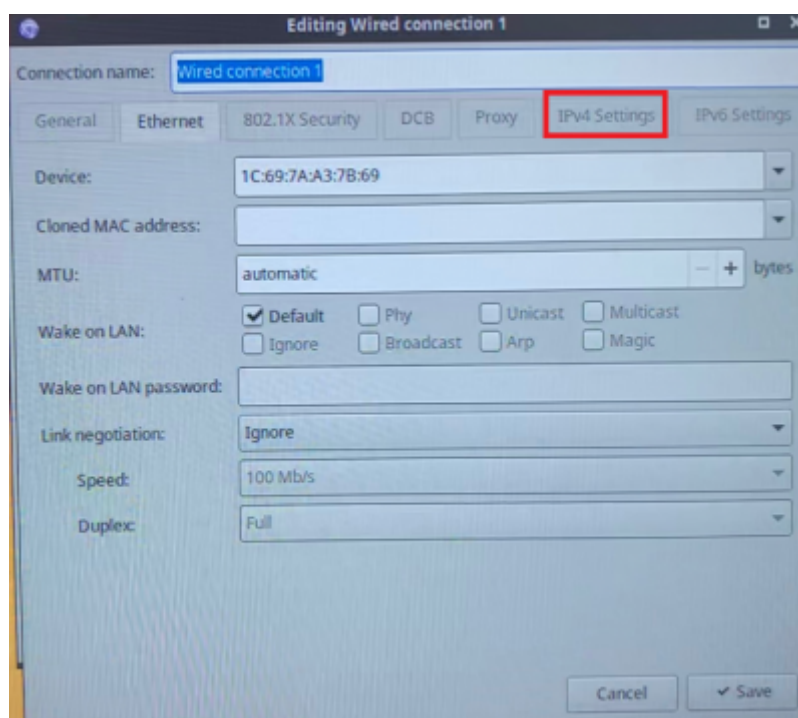 Editing Wired connection 1
Connection name: Wired connection 1
General Ethernet 802.1X Security DCB Proxy IPv4 Settings IPv6 Settings
Device: 1C:69:7A:A3:7B:69
Cloned MAC address:
MTU: automatic − + bytes
Wake on LAN: Default Phy Unicast Multicast
Ignore Broadcast Arp Magic
Wake on LAN password:
Link negotiation: Ignore
Speed: 100 Mb/s
Duplex: Full
Cancel Save